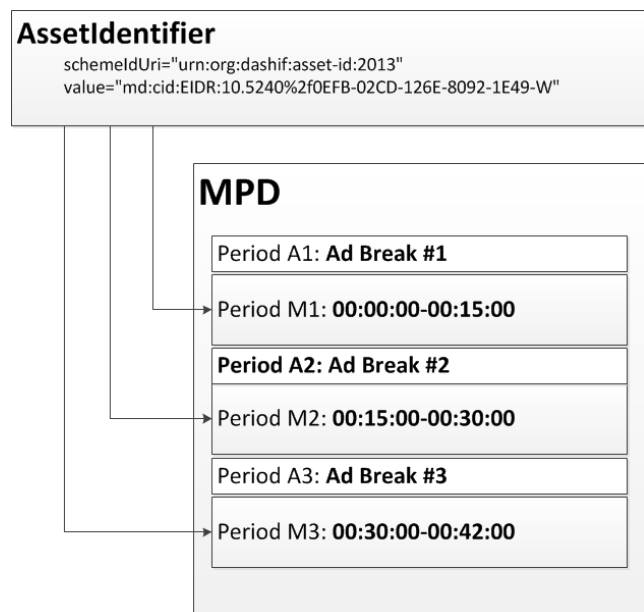 AssetIdentifier
schemeIdUri="urn:org:dashif:asset-id:2013"
value="md:cid:EIDR:10.5240%2f0EFB-02CD-126E-8092-1E49-W"
MPD
Period A1: Ad Break #1
Period M1: 00:00:00-00:15:00
Period A2: Ad Break #2
Period M2: 00:15:00-00:30:00
Period A3: Ad Break #3
Period M3: 00:30:00-00:42:00